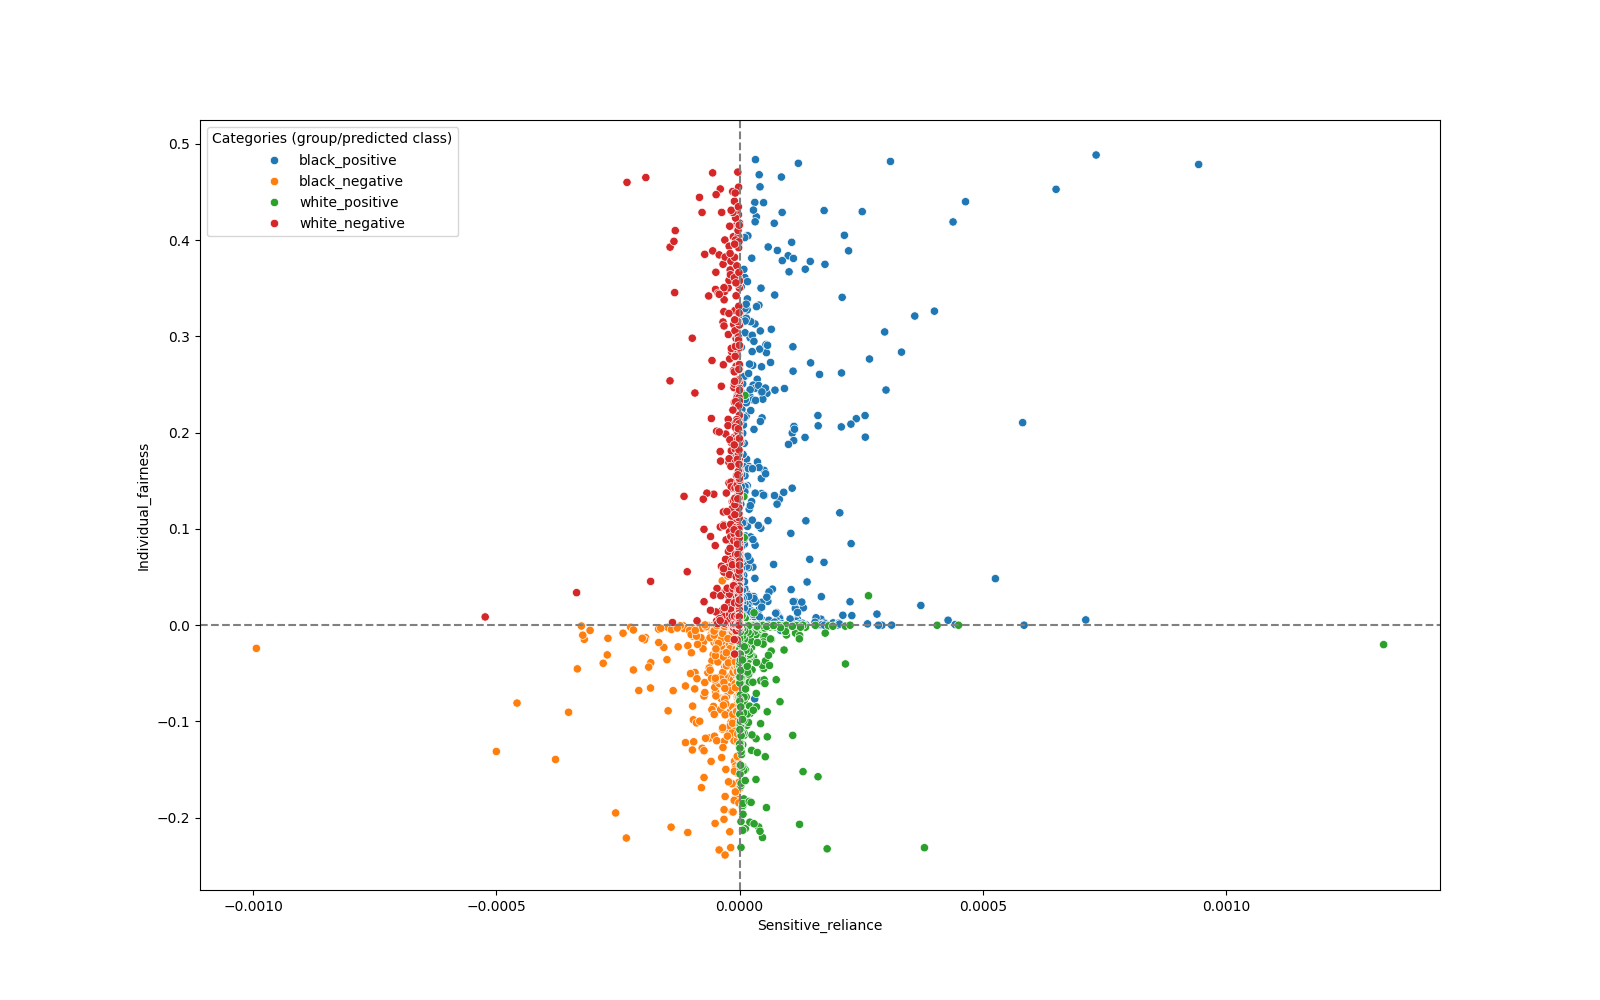 Categories (group/predicted class)
black_positive
black_negative
white_positive
white_negative
0.5
0.4
0.3
0.2
0.1
0.0
−0.1
−0.2
Individual_fairness
−0.0010
−0.0005
0.0000
0.0005
0.0010
Sensitive_reliance